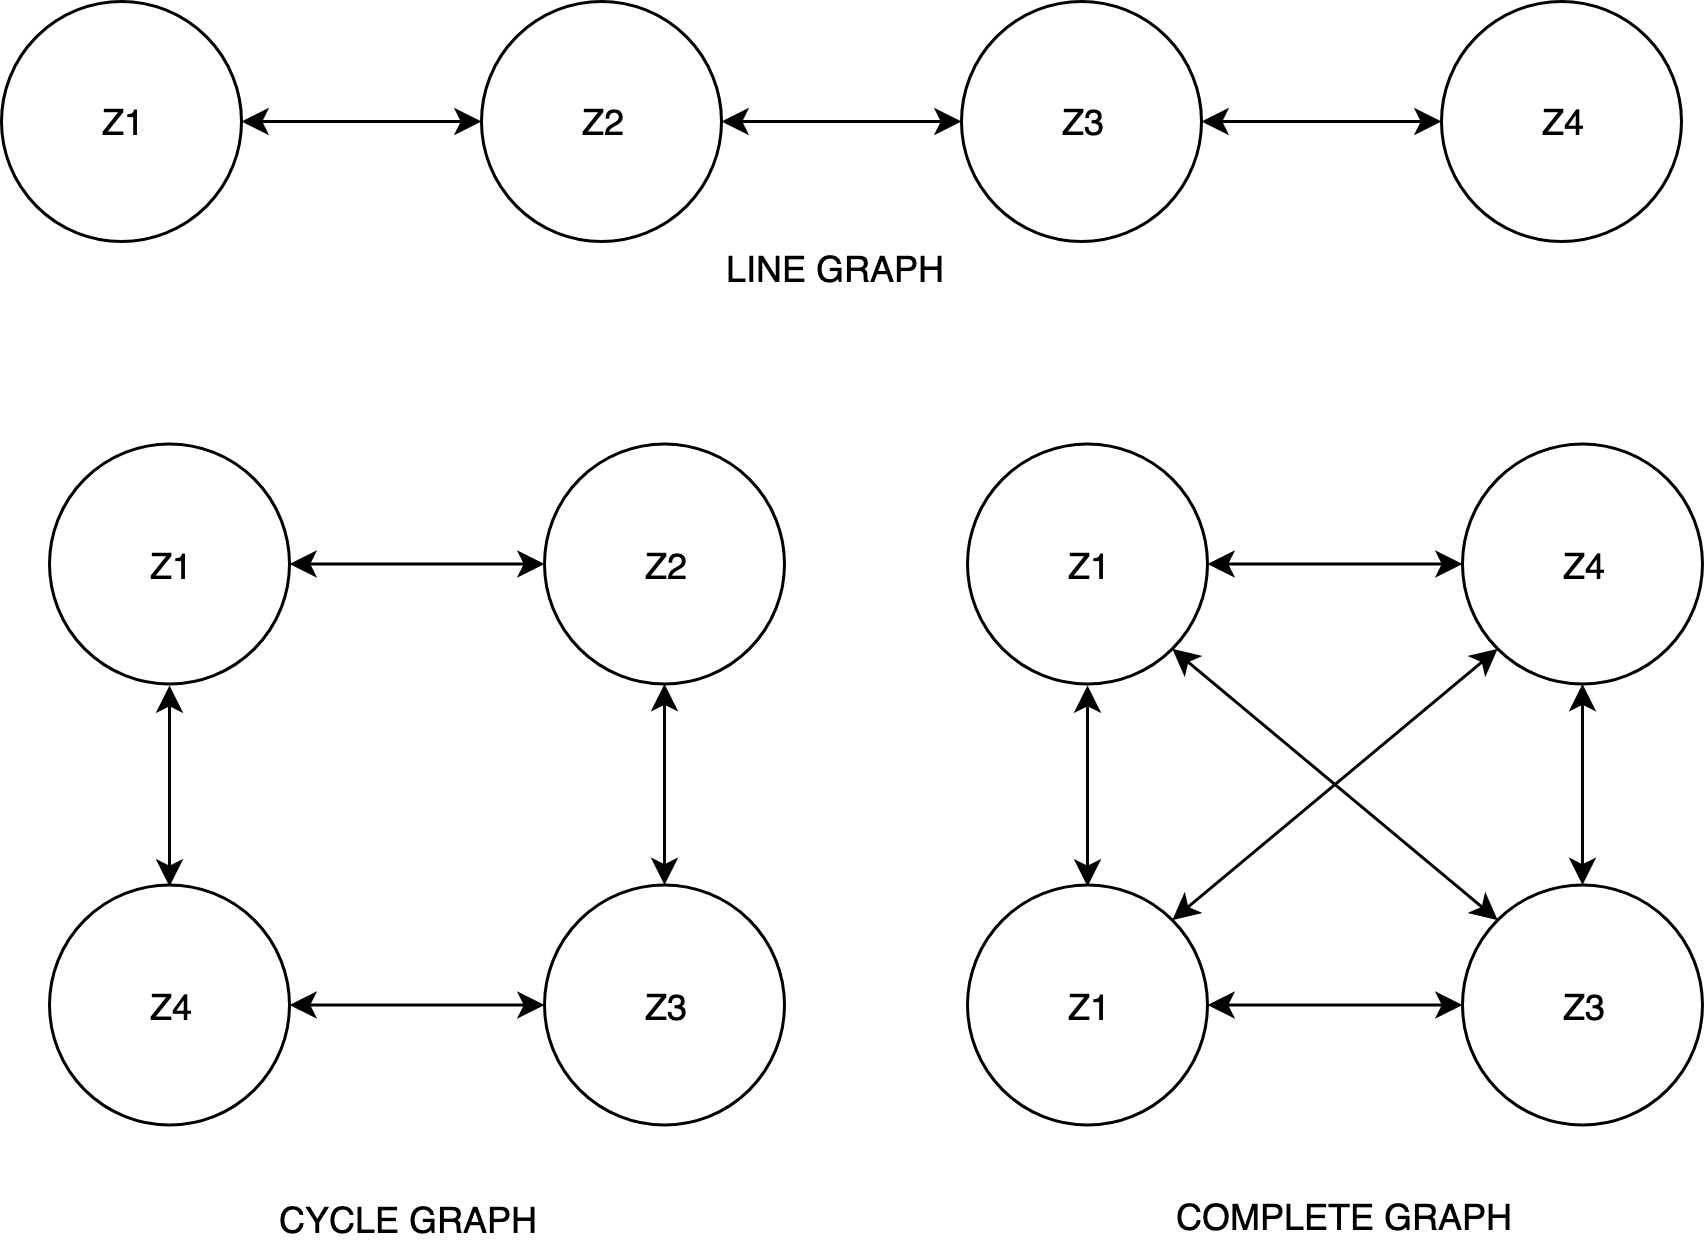 Z1 Z2 Z3 Z4
LINE GRAPH
Z1 Z2
Z4 Z3
CYCLE GRAPH
Z1 Z4
Z1 Z3
COMPLETE GRAPH